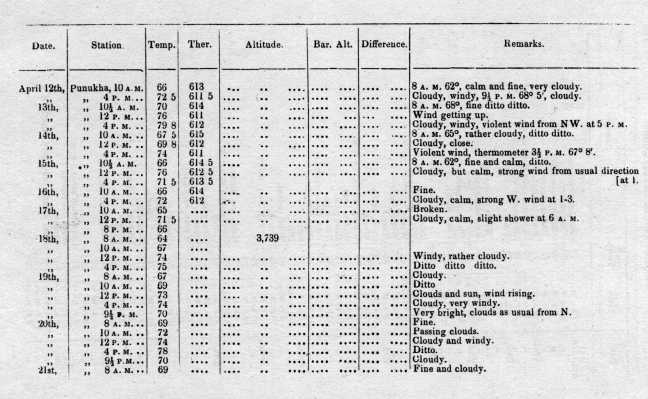 Date. Station. Temp. Ther. Altitude. Bar. Alt. Difference. Remarks.
April 12th, Punukha, 10 A. M. 66 613 .... .. .... .... .... .... .... 8 A. M. 62°, calm and fine, very cloudy.
„ „ 4 P. M... 72 5 611 5 .... .. .... .... .... .... .... Cloudy, windy, 9½ P. M. 68° 5′, cloudy.
13th, „ 10½ A. M. 70 614 .... .. .... .... .... .... .... 8 A. M. 68°, fine ditto ditto.
„ „ 12 P. M... 76 611 .... .. .... .... .... .... .... Wind getting up.
„ „ 4 P. M... 79 8 612 .... .. .... .... .... .... .... Cloudy, windy, violent wind from NW. at 5 P. M.
14th, „ 10 A. M. .. 67 5 615 .... .. .... .... .... .... .... 8 A. M. 65°, rather cloudy, ditto ditto.
„ „ 12 P. M... 69 8 612 .... .. .... .... .... .... .... Cloudy, close.
„ „ 4 P. M... 74 611 .... .. .... .... .... .... .... Violent wind, thermometer 3½ P. M. 67° 8′.
15th, „ 10½ A. M. 66 614 5 .... .. .... .... .... .... .... 8 A. M. 62°, fine and calm, ditto.
„ „ 12 P. M... 76 612 5 .... .. .... .... .... .... .... Cloudy, but calm, strong wind from usual direction
„ „ 4 P. M... 71 5 613 5 .... .. .... .... .... .... .... [at 1.
16th, „ 10 A. M... 66 614 .... .. .... .... .... .... .... Fine.
„ „ 4 P. M... 72 612 .... .. .... .... .... .... .... Cloudy, calm, strong W. wind at 1-3.
17th, „ 10 A. M... 65 .... .... .. .... .... .... .... .... Broken.
„ „ 12 P. M... 71 5 .... .... .. .... .... .... .... .... Cloudy, calm, slight shower at 6 A. M.
„ „ 8 P. M... 66
18th, „ 8 A. M... 64 .... 3,739 .... .... .... ....
„ „ 10 A. M... 67 .... .... .. .... .... .... .... ....
„ „ 12 P. M... 74 .... .... .. .... .... .... .... .... Windy, rather cloudy.
„ „ 4 P. M... 75 .... .... .. .... .... .... .... .... Ditto ditto ditto.
19th, „ 8 A. M... 67 .... .... .. .... .... .... .... .... Cloudy.
„ „ 10 A. M... 69 .... .... .. .... .... .... .... .... Ditto
„ „ 12 P. M... 73 .... .... .. .... .... .... .... .... Clouds and sun, wind rising.
„ „ 4 P. M... 74 .... .... .. .... .... .... .... .... Cloudy, very windy.
„ „ 9½ P. M. 70 .... .... .. .... .... .... .... .... Very bright, clouds as usual from N.
20th, „ 8 A. M... 69 .... .... .. .... .... .... .... .... Fine.
„ „ 10 A. M. .. 72 .... .... .. .... .... .... .... .... Passing clouds.
„ „ 12 P. M... 74 .... .... .. .... .... .... .... .... Cloudy and windy.
„ „ 4 P. M... 78 .... .... .. .... .... .... .... .... Ditto.
„ „ 9½ P. M... 70 .... .... .. .... .... .... .... .... Cloudy.
21st, „ 8 A. M. .. 69 .... .... .. .... .... .... .... .... Fine and cloudy.